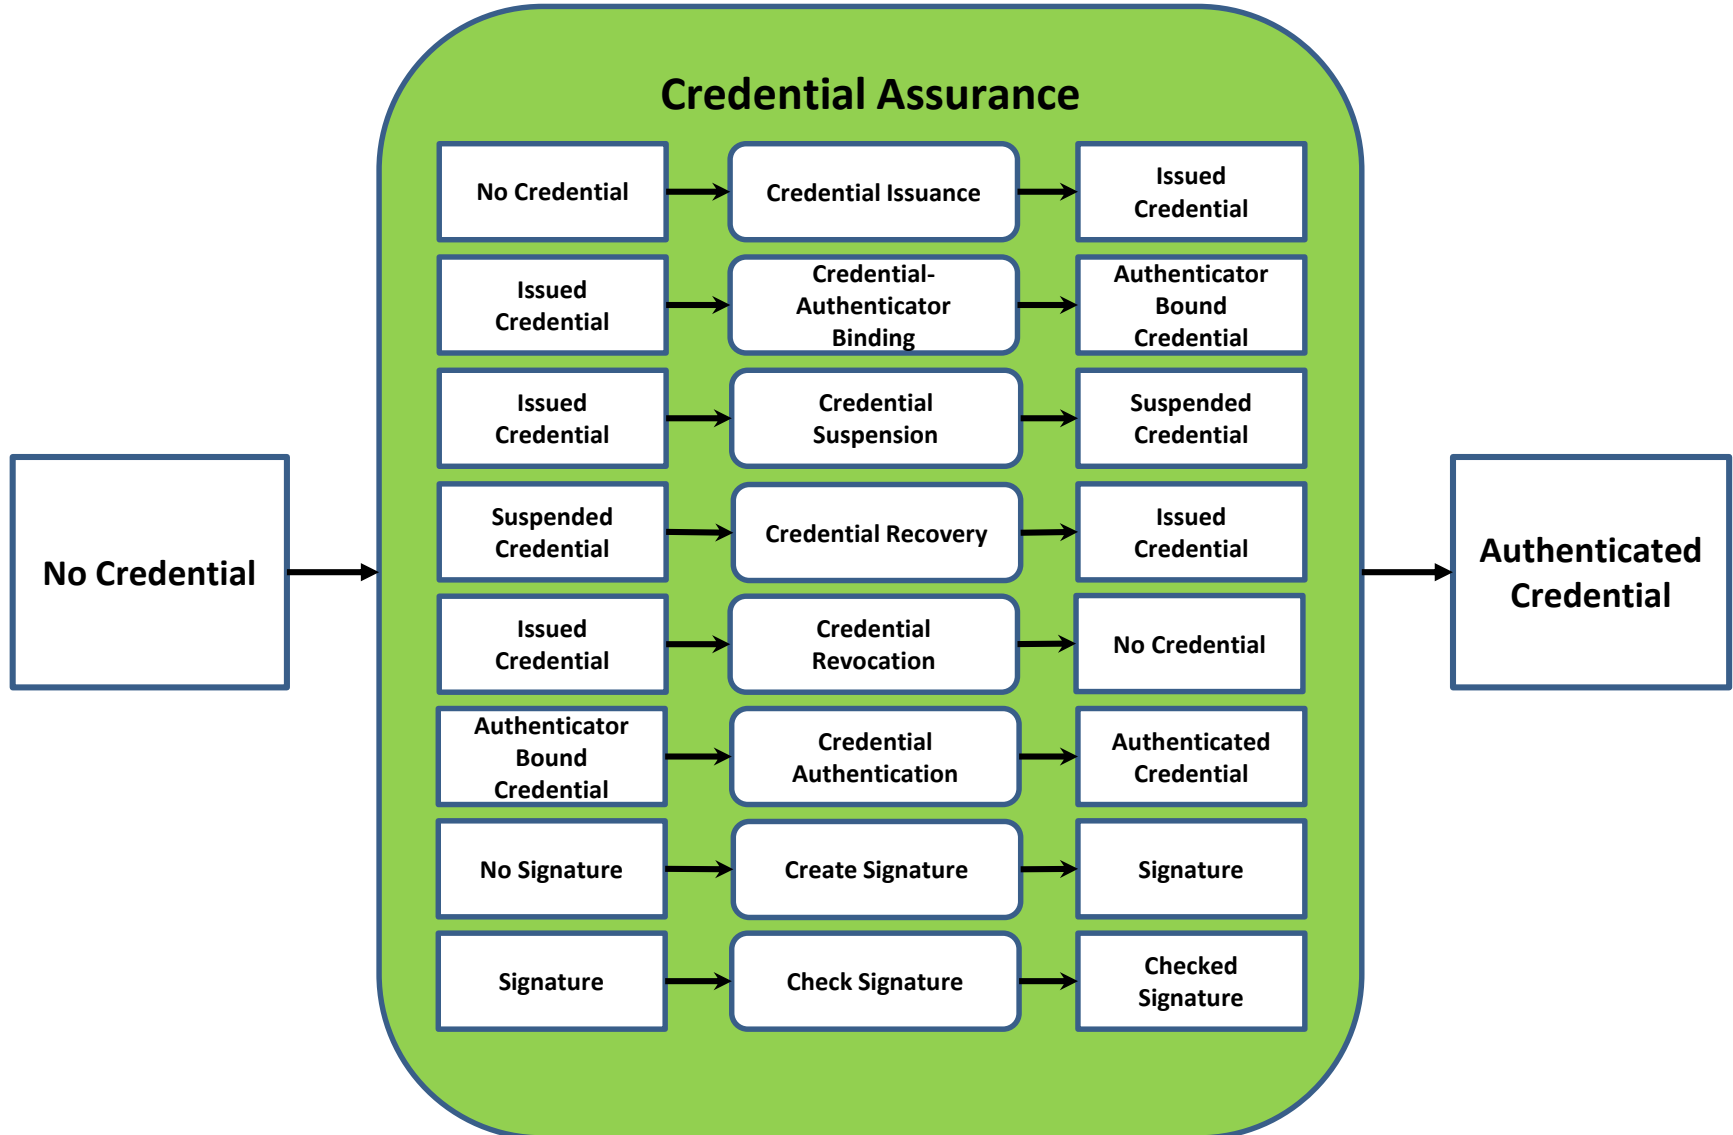 Credential Assurance
No Credential
Credential Issuance
Issued
Credential
Issued
Credential
Credential-
Authenticator
Binding
Authenticator
Bound
Credential
Issued
Credential
Credential
Suspension
Suspended
Credential
Suspended
Credential
Credential Recovery
Issued
Credential
Issued
Credential
Credential
Revocation
No Credential
Authenticator
Bound
Credential
Credential
Authentication
Authenticated
Credential
No Signature
Create Signature
Signature
Signature
Check Signature
Checked
Signature
No Credential
Authenticated
Credential